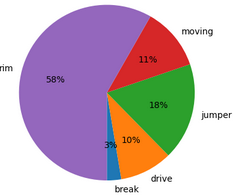 moving
11%
rim
58%
18%
jumper
10%
3%
drive
break